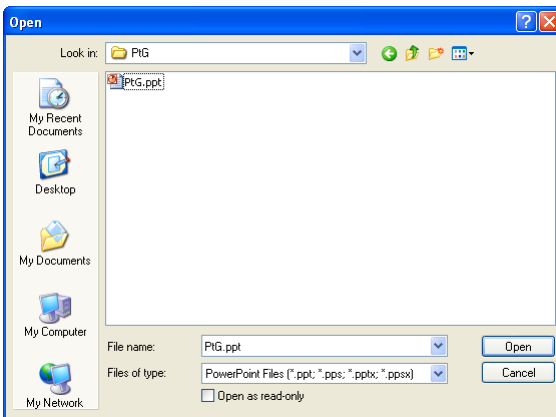 Open
Look in:
PtG
PtG.ppt
My Recent
Documents
Desktop
My Documents
My Computer
My Network
File name:
PtG.ppt
Open
Files of type:
PowerPoint Files (*.ppt; *.pps; *.pptx; *.ppsx)
Cancel
Open as read-only